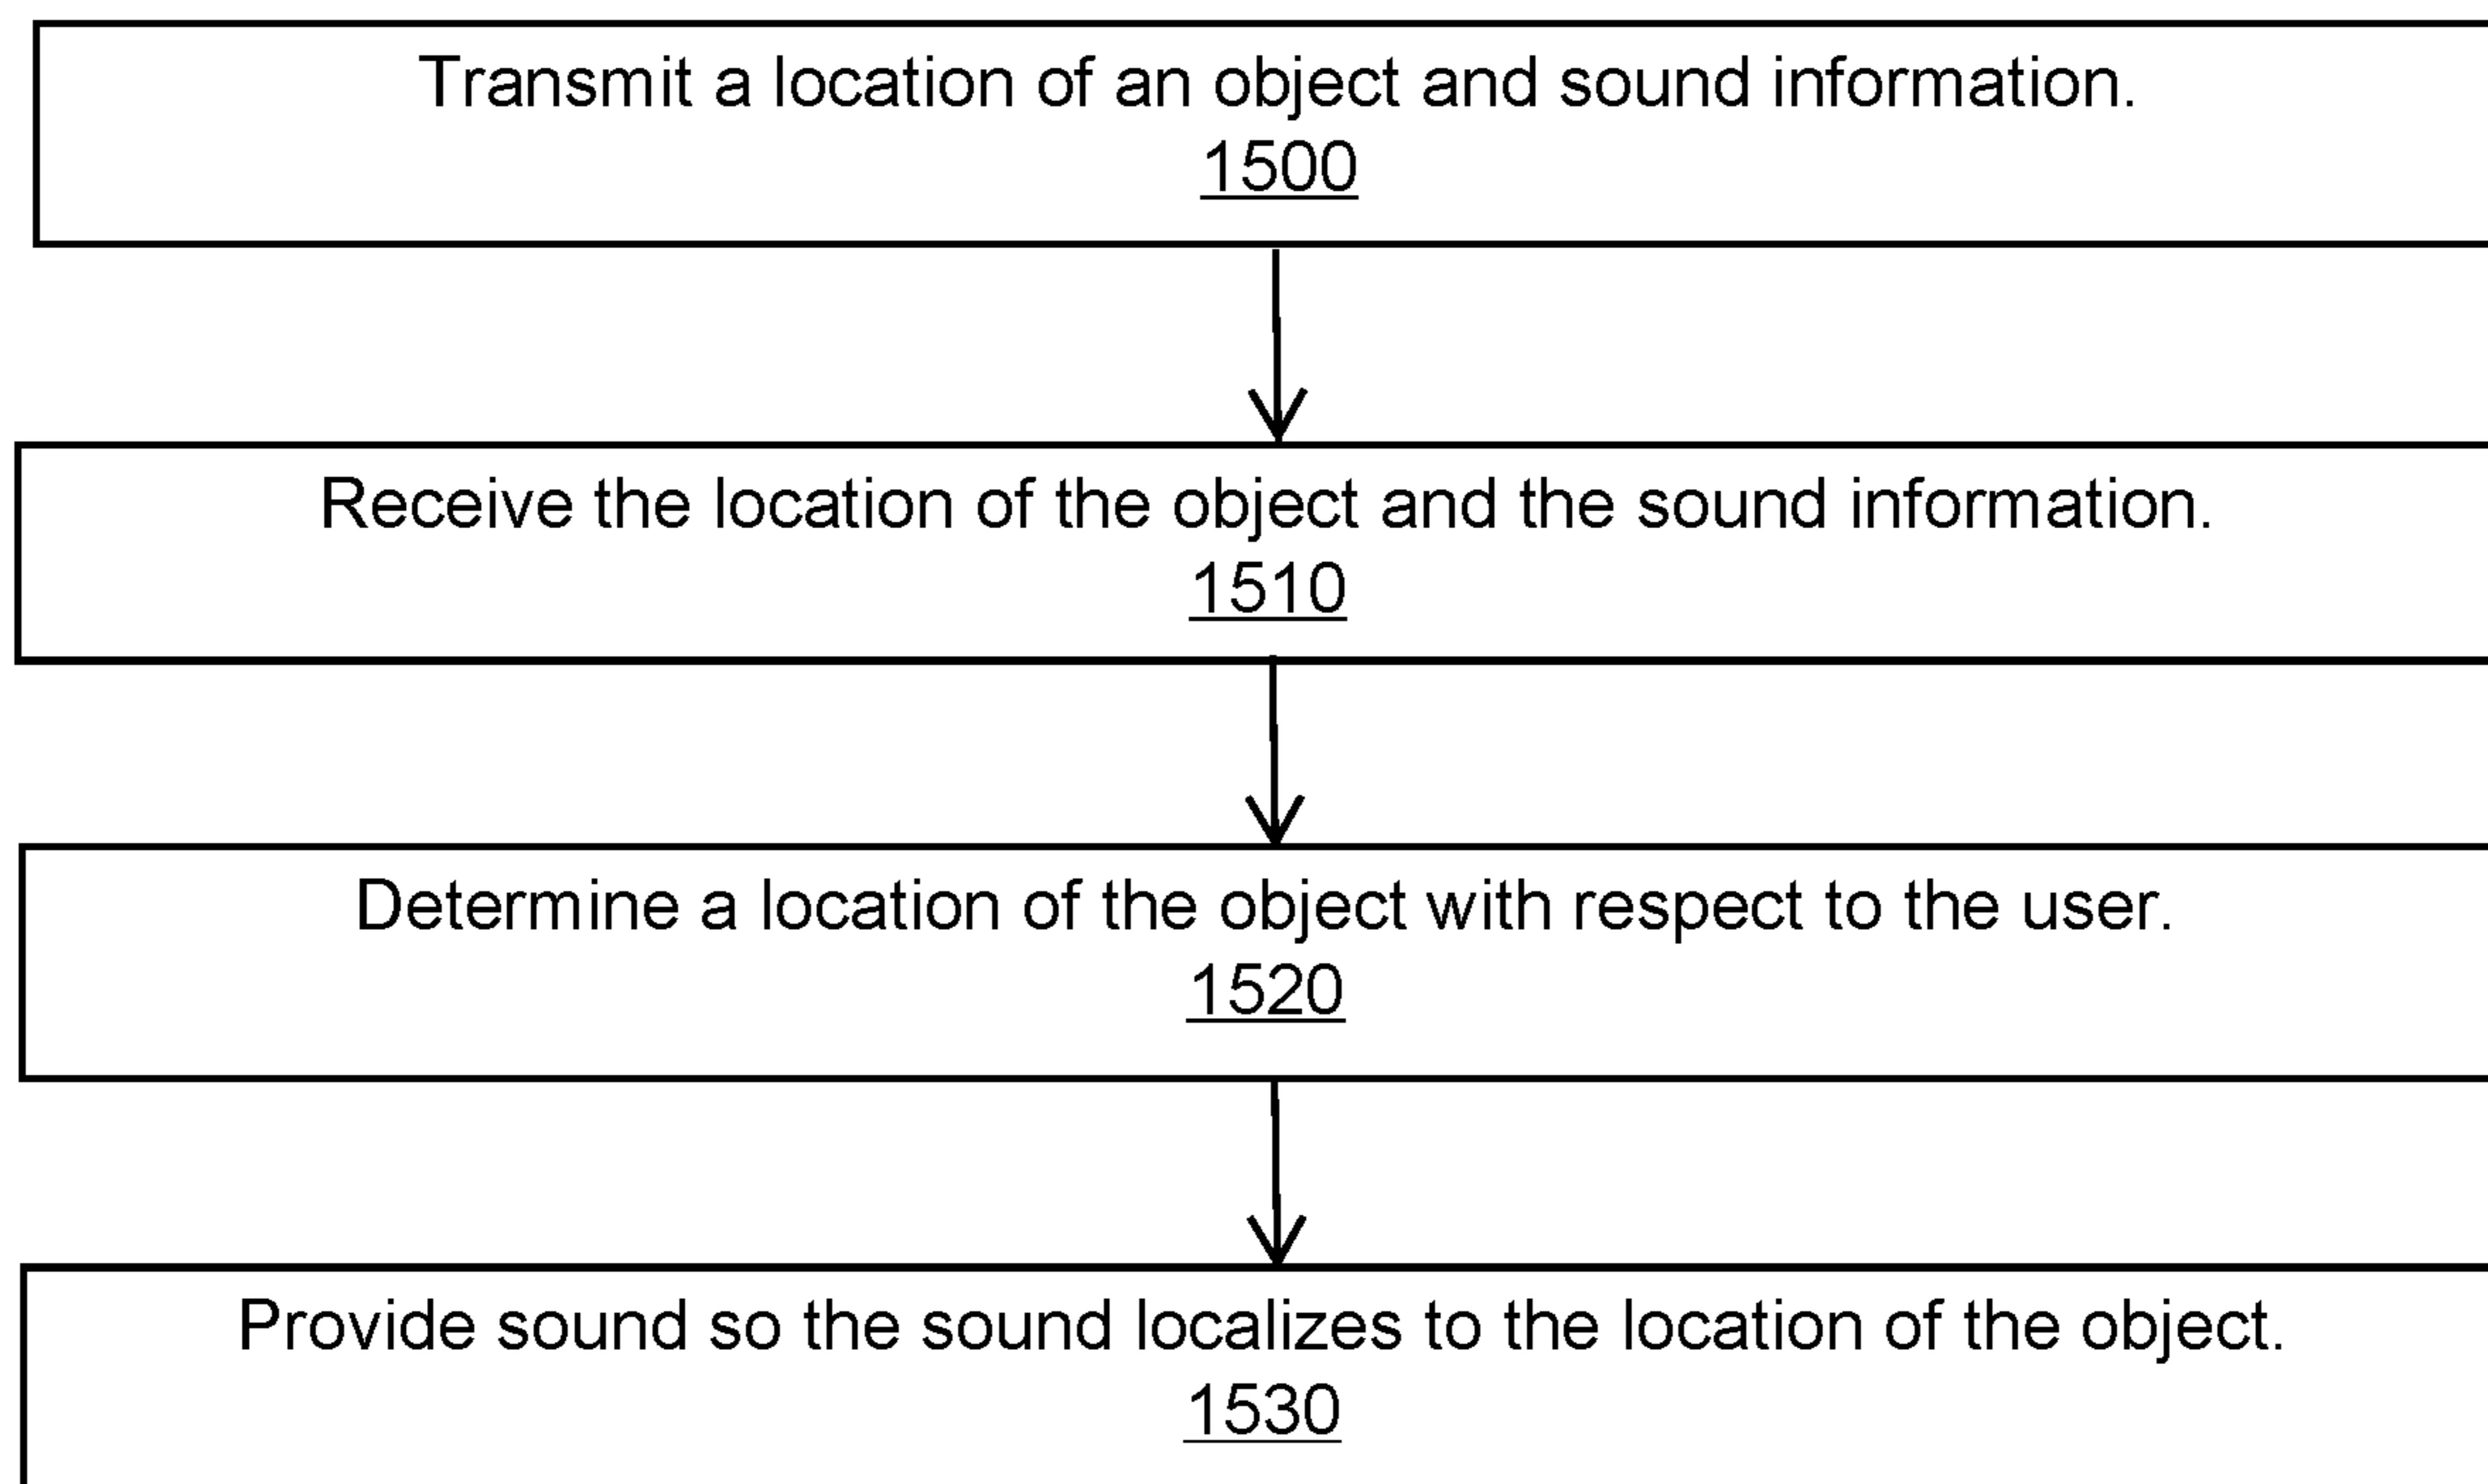 Transmit a location of an object and sound information.
1500
Receive the location of the object and the sound information.
1510
Determine a location of the object with respect to the user.
1520
Provide sound so the sound localizes to the location of the object.
1530